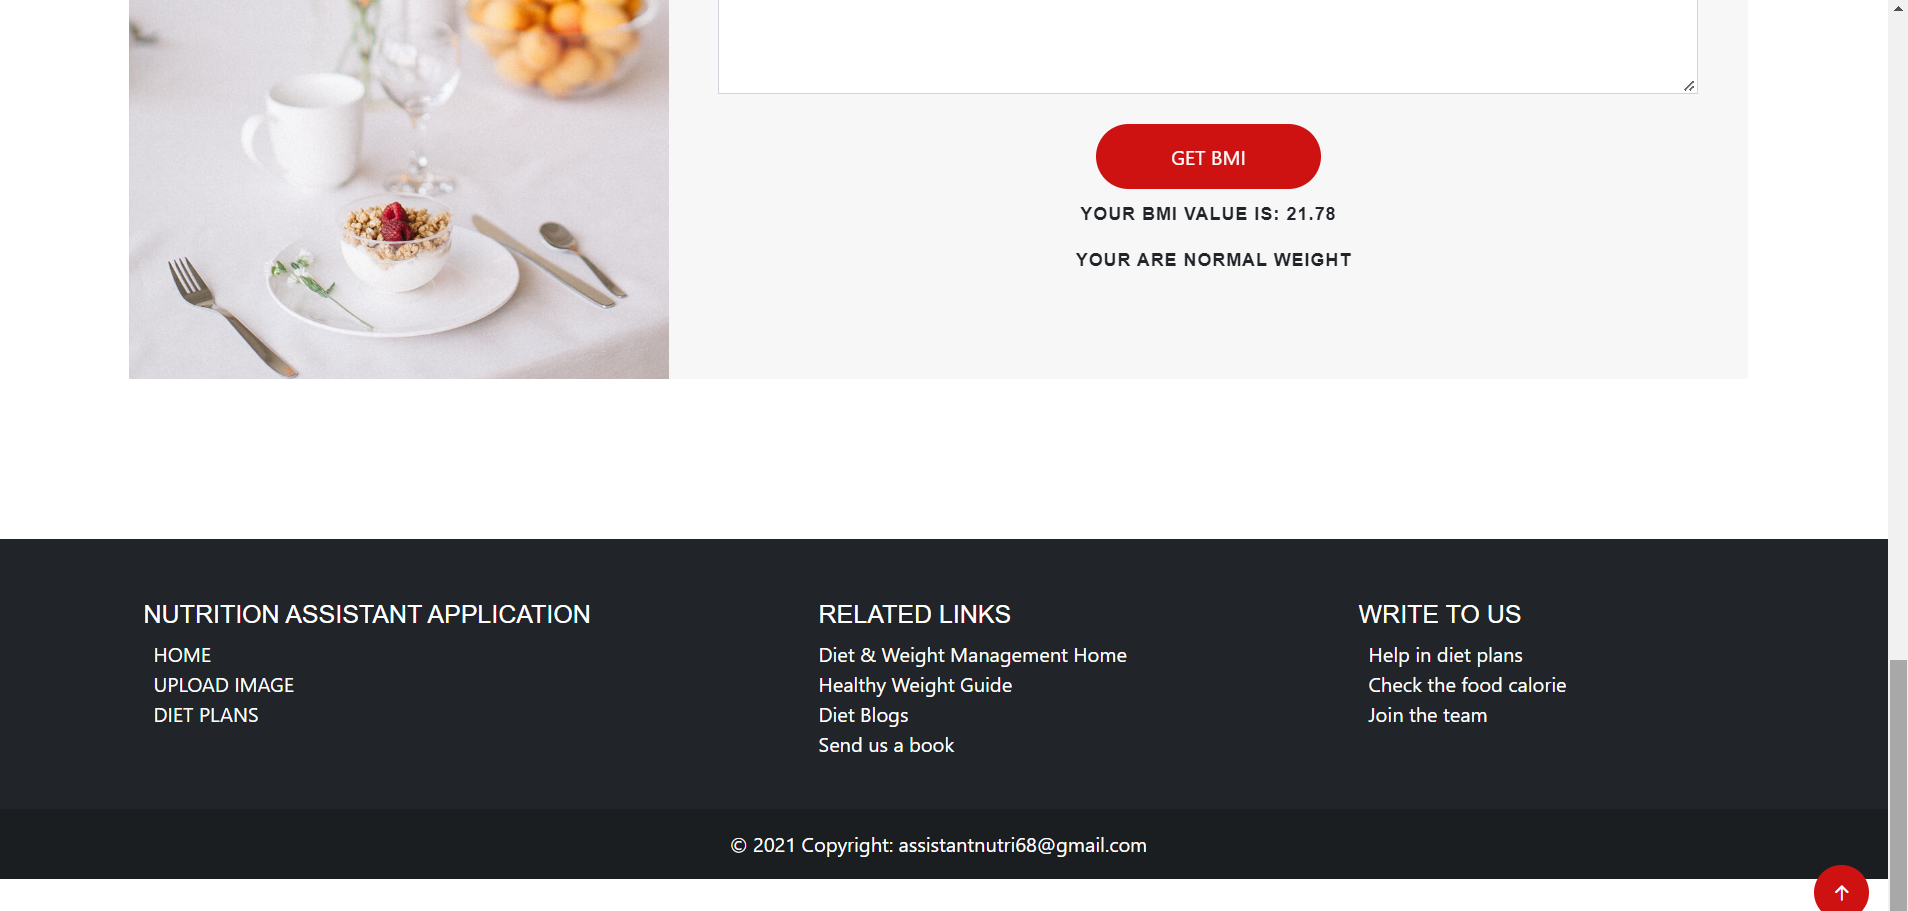 GET BMI
YOUR BMI VALUE IS: 21.78
YOUR ARE NORMAL WEIGHT
NUTRITION ASSISTANT APPLICATION
HOME
UPLOAD IMAGE
DIET PLANS
RELATED LINKS
Diet & Weight Management Home
Healthy Weight Guide
Diet Blogs
Send us a book
WRITE TO US
Help in diet plans
Check the food calorie
Join the team
© 2021 Copyright: assistantnutri68@gmail.com